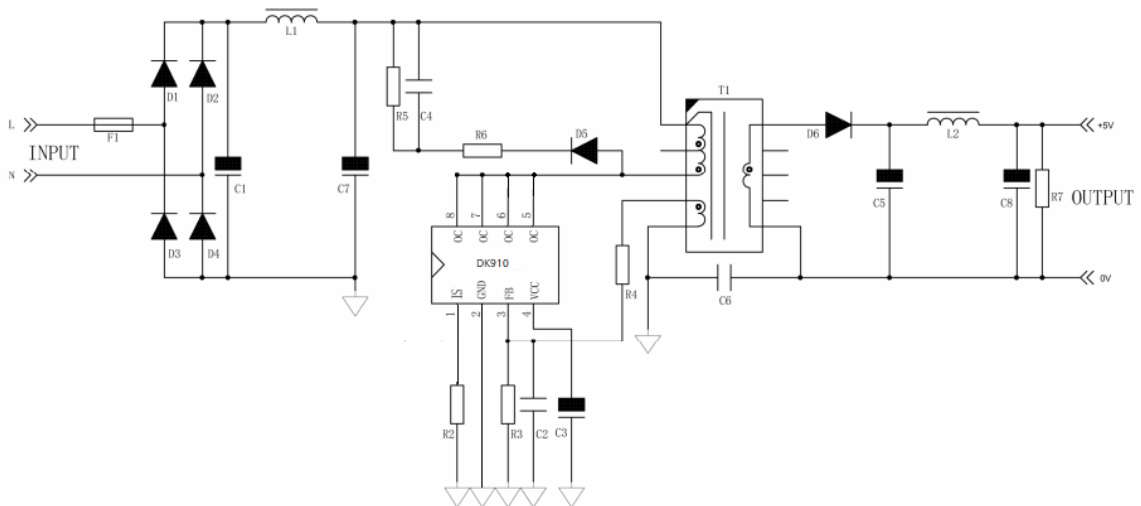 L1
T1
D1
D2
R5
C4
L
F1
R6
D5
D6
L2
+5V
INPUT
N
C1
C7
C5
C8
R7
OUTPUT
8
7
6
5
OC
OC
OC
OC
D3
D4
DK910
R4
C6
0V
IS
GND
FB
VCC
1
2
3
4
R2
R3
C2
C3